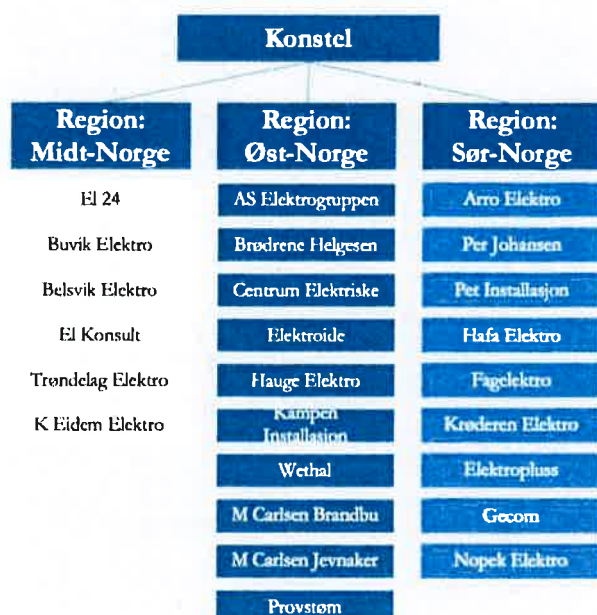 Konstel
Region:
Midt-Norge
El 24
Buvik Elektro
Belsvik Elektro
El Konsult
Trøndelag Elektro
K Eidem Elektro
Region:
Øst-Norge
AS Elektrogruppen
Brødrene Helgesen
Centrum Elektriske
Elektroide
Hauge Elektro
Kampen
Installasion
Wethal
M Carlsen Brandbu
M Carlsen Jevnaker
Provstøm
Region:
Sør-Norge
Arro Elektro
Per Johansen
Pet Installasjon
Hafa Elektro
Fagelektro
Krøderen Elektro
Elektropluss
Gecom
Nopek Elektro